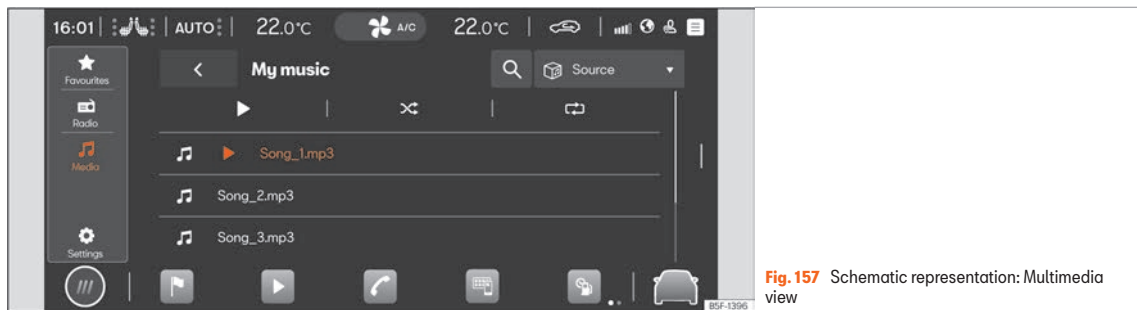 16:01 AUTO 22.0°C A/C 22.0°C
Favourites
My music
Source
Radio
Media
Song_1.mp3
Song_2.mp3
Song_3.mp3
Settings
B5F-1396
Fig. 157 Schematic representation: Multimedia
view